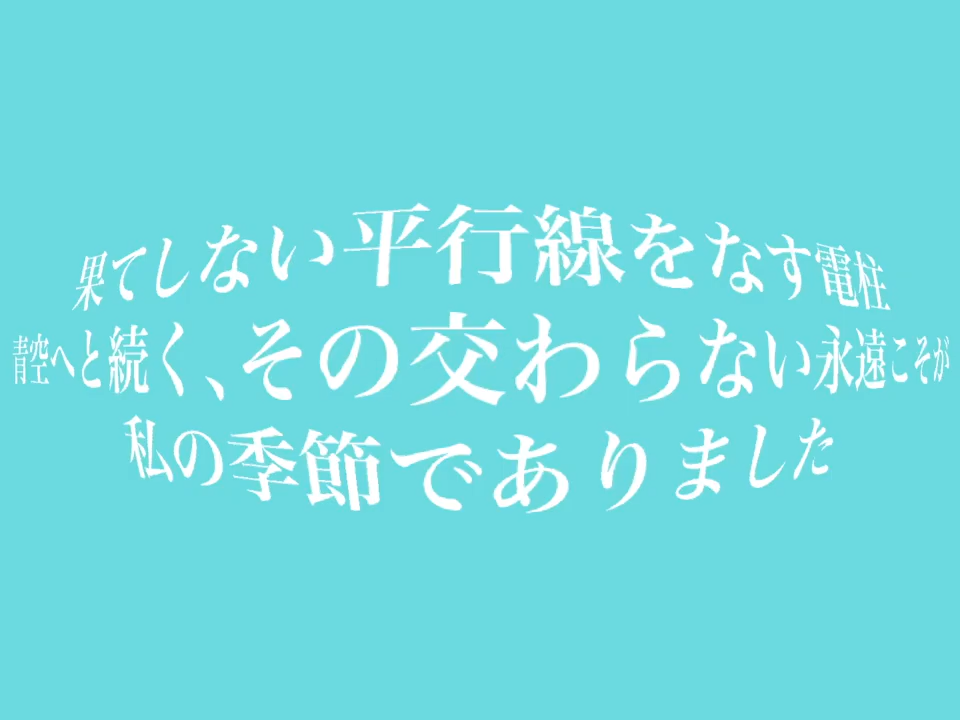 果てしない平行線をなす電柱
青空へと続く、その交わらない永遠こそが
私の季節でありました